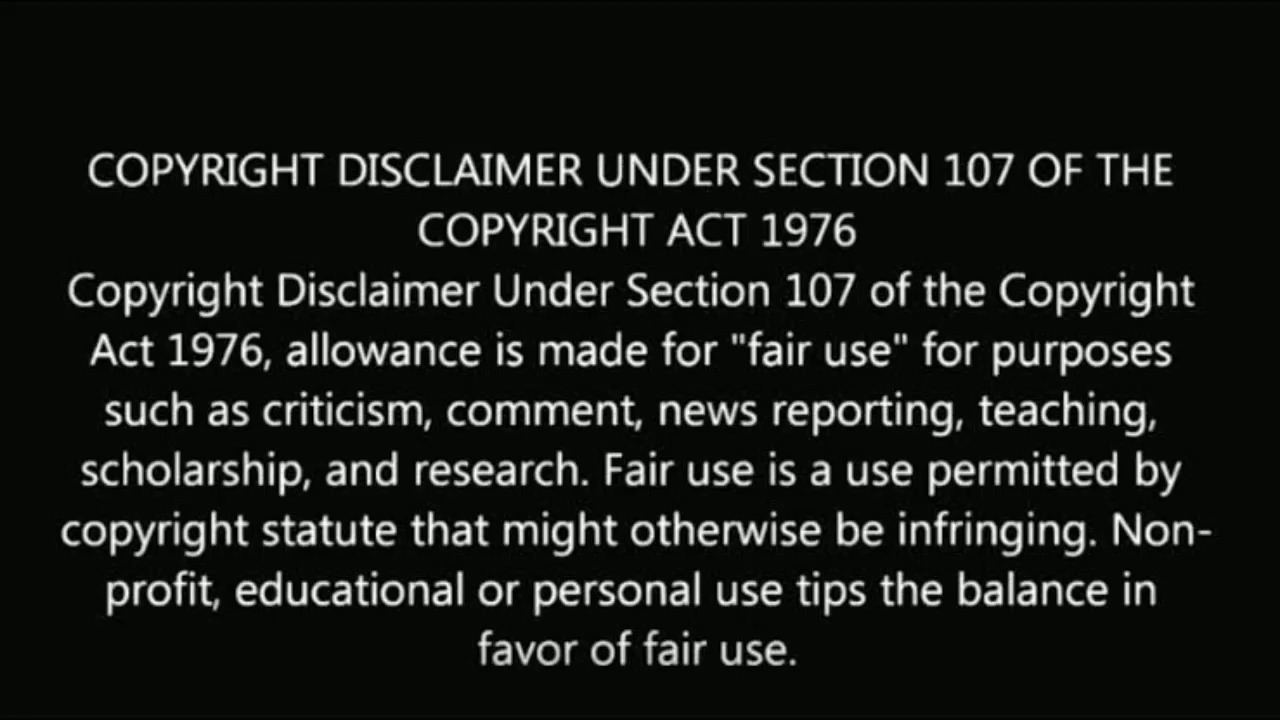 COPYRIGHT DISCLAIMER UNDER SECTION 107 OF THE
COPYRIGHT ACT 1976
Copyright Disclaimer Under Section 107 of the Copyright
Act 1976, allowance is made for "fair use" for purposes
such as criticism, comment, news reporting, teaching,
scholarship, and research. Fair use is a use permitted by
copyright statute that might otherwise be infringing. Non-
profit, educational or personal use tips the balance in
favor of fair use.